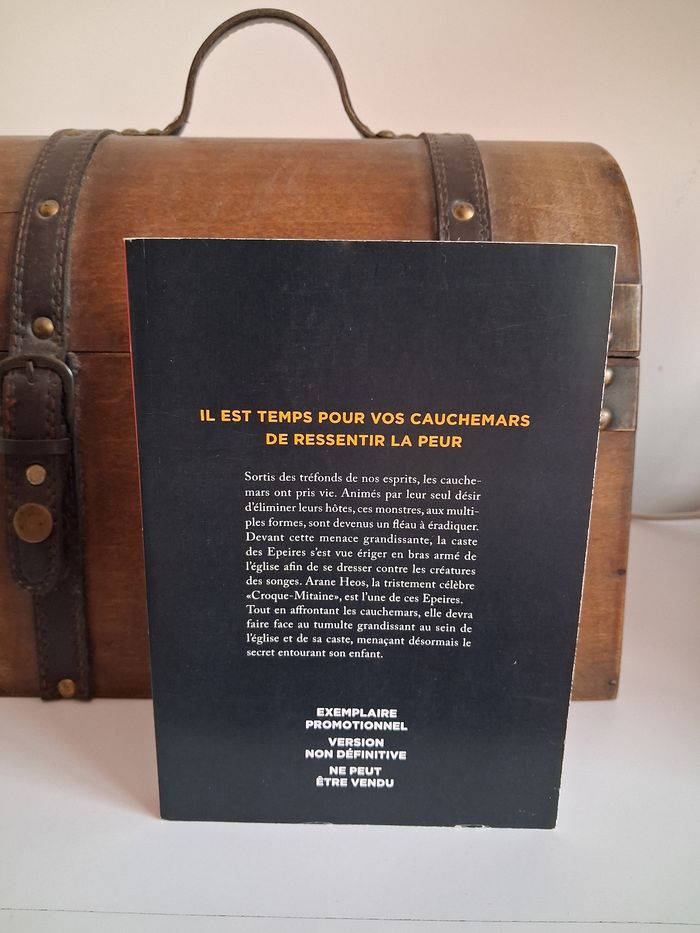 IL EST TEMPS POUR VOS CAUCHEMARS
DE RESSENTIR LA PEUR
Sortis des tréfonds de nos esprits, les cauche-
mars ont pris vie. Animés par leur seul désir
d'éliminer leurs hôtes, ces monstres, aux multi-
ples formes, sont devenus un fléau à éradiquer.
Devant cette menace grandissante, la caste
des Epeires s'est vue ériger en bras armé de
l'église afin de se dresser contre les créatures
des songes. Arane Heos, la tristement célèbre
«Croque-Mitaine», est l'une de ces Epeires.
Tout en affrontant les cauchemars, elle devra
faire face au tumulte grandissant au sein de
l'église et de sa caste, menaçant désormais le
secret entourant son enfant.
EXEMPLAIRE
PROMOTIONNEL
VERSION
NON DÉFINITIVE
NE PEUT
ÊTRE VENDU